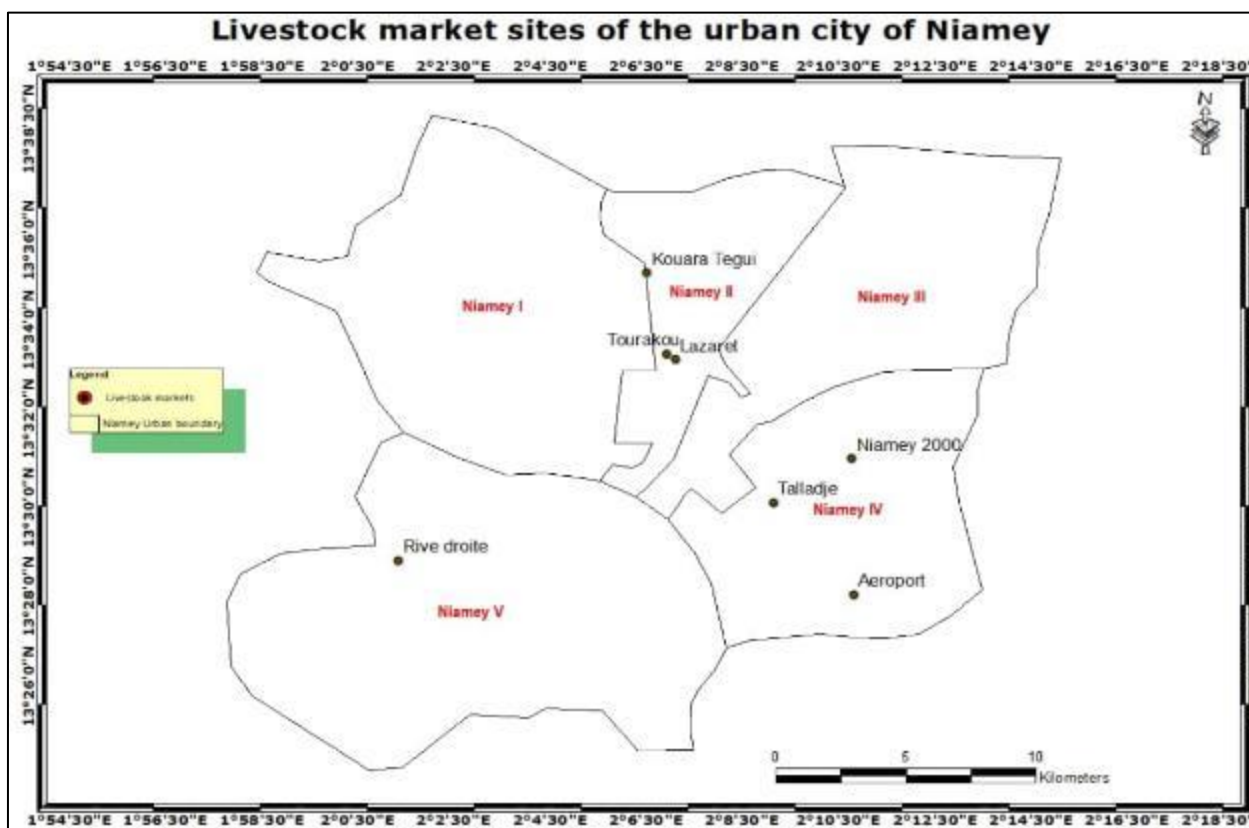 Livestock market sites of the urban city of Niamey
1°54'30"E 1°56'30"E 1°58'30"E 2°0'30"E 2°2'30"E 2°4'30"E 2°6'30"E 2°8'30"E 2°10'30"E 2°12'30"E 2°14'30"E 2°16'30"E 2°18'30"E
13°38'30"N
13°36'0"N
13°34'0"N
13°32'0"N
13°30'0"N
13°28'0"N
13°26'0"N
N
Kouara Tegui
Niamey I
Niamey II
Niamey III
Tourakou
Lazaret
Legend
Livestock markets
Niamey Urban boundary
Niamey 2000
Talladje
Niamey IV
Rive droite
Aeroport
Niamey V
0 5 10
Kilometers
1°54'30"E 1°56'30"E 1°58'30"E 2°0'30"E 2°2'30"E 2°4'30"E 2°6'30"E 2°8'30"E 2°10'30"E 2°12'30"E 2°14'30"E 2°16'30"E 2°18'30"E